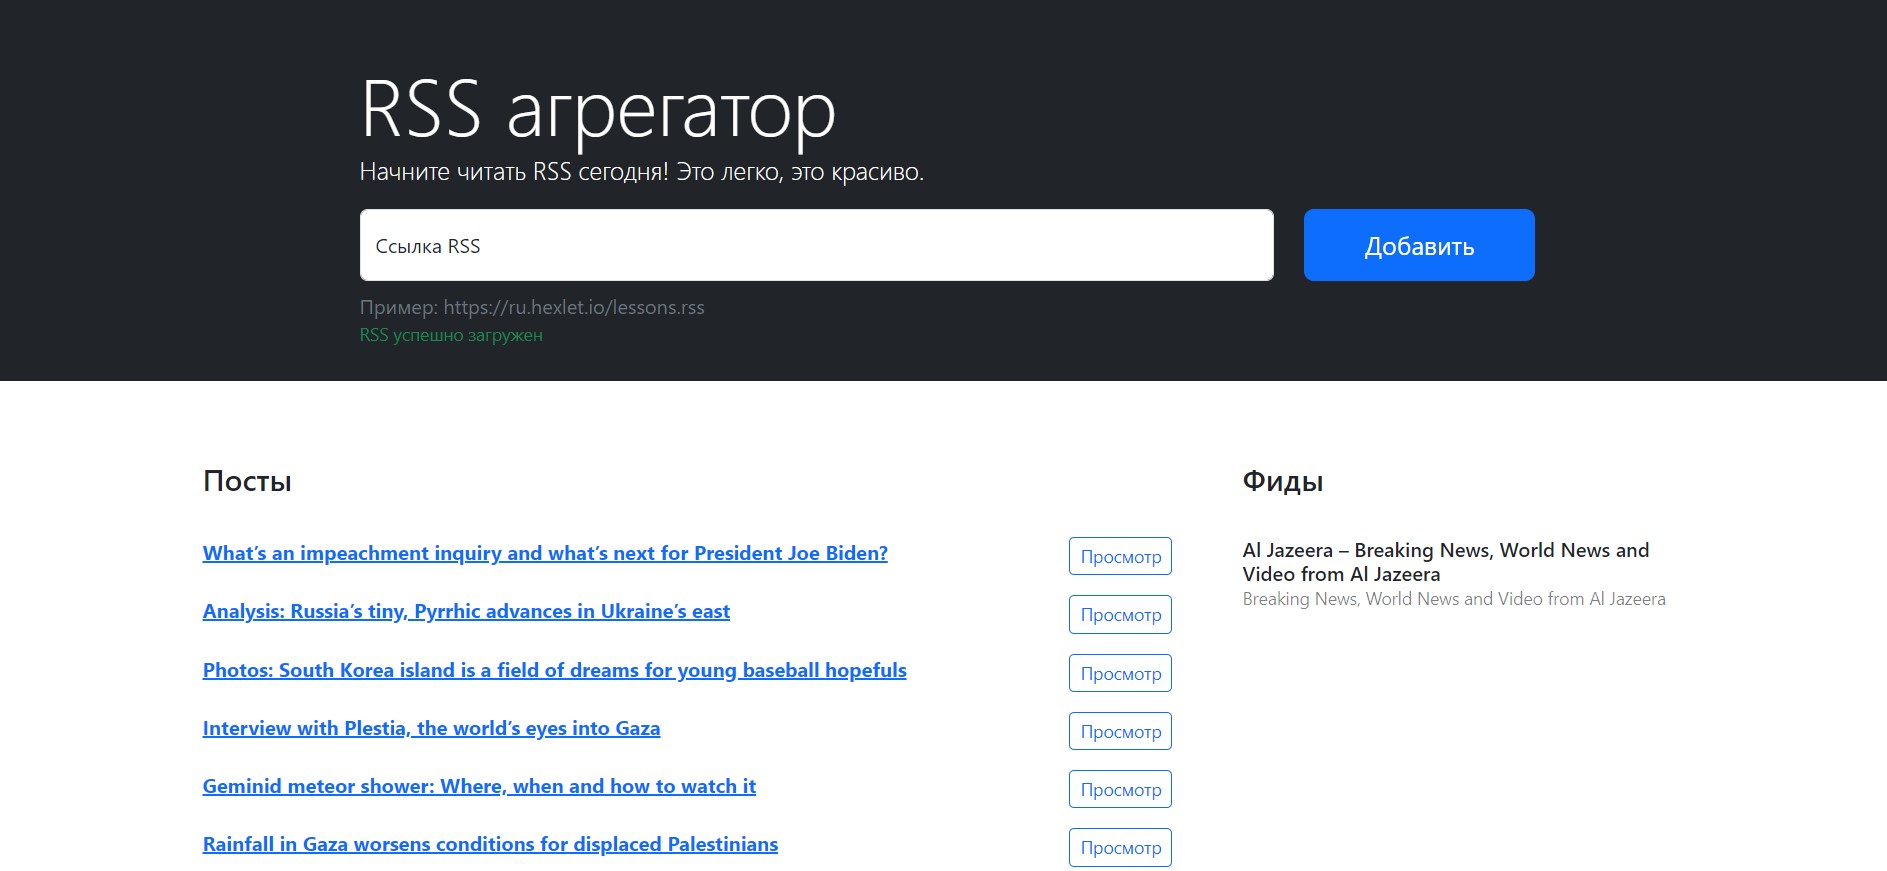 RSS агрегатор
Начните читать RSS сегодня! Это легко, это красиво.
Ссылка RSS
Добавить
Пример: https://ru.hexlet.io/lessons.rss
RSS успешно загружен
Посты
What’s an impeachment inquiry and what’s next for President Joe Biden?
Просмотр
Analysis: Russia’s tiny, Pyrrhic advances in Ukraine’s east
Просмотр
Photos: South Korea island is a field of dreams for young baseball hopefuls
Просмотр
Interview with Plestia, the world’s eyes into Gaza
Просмотр
Geminid meteor shower: Where, when and how to watch it
Просмотр
Rainfall in Gaza worsens conditions for displaced Palestinians
Просмотр
Фиды
Al Jazeera – Breaking News, World News and
Video from Al Jazeera
Breaking News, World News and Video from Al Jazeera